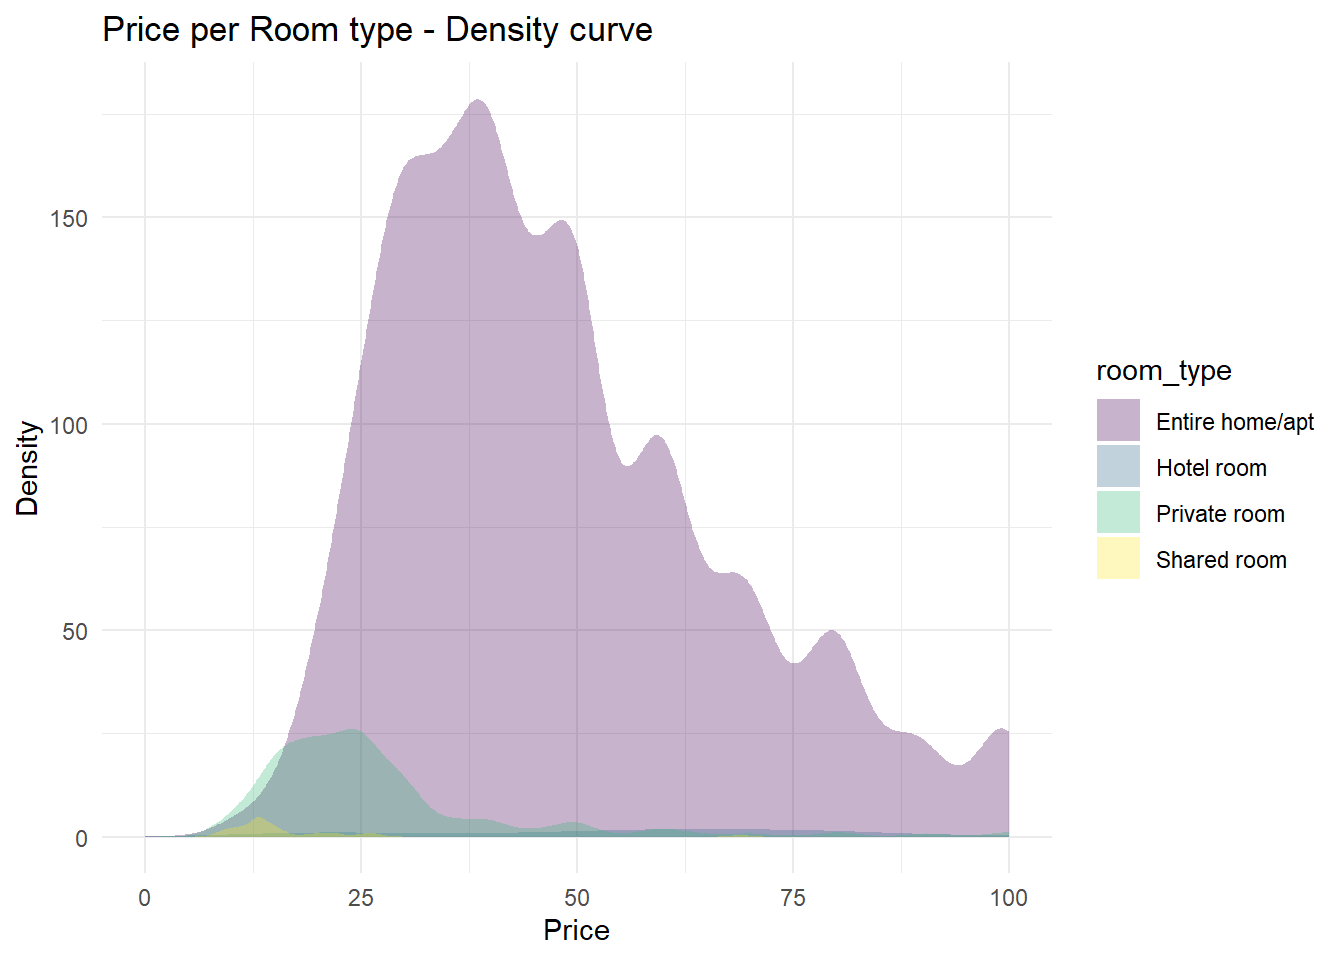 Price per Room type - Density curve
Density
150
100
50
0
0
25
50
75
100
Price
room_type
Entire home/apt
Hotel room
Private room
Shared room